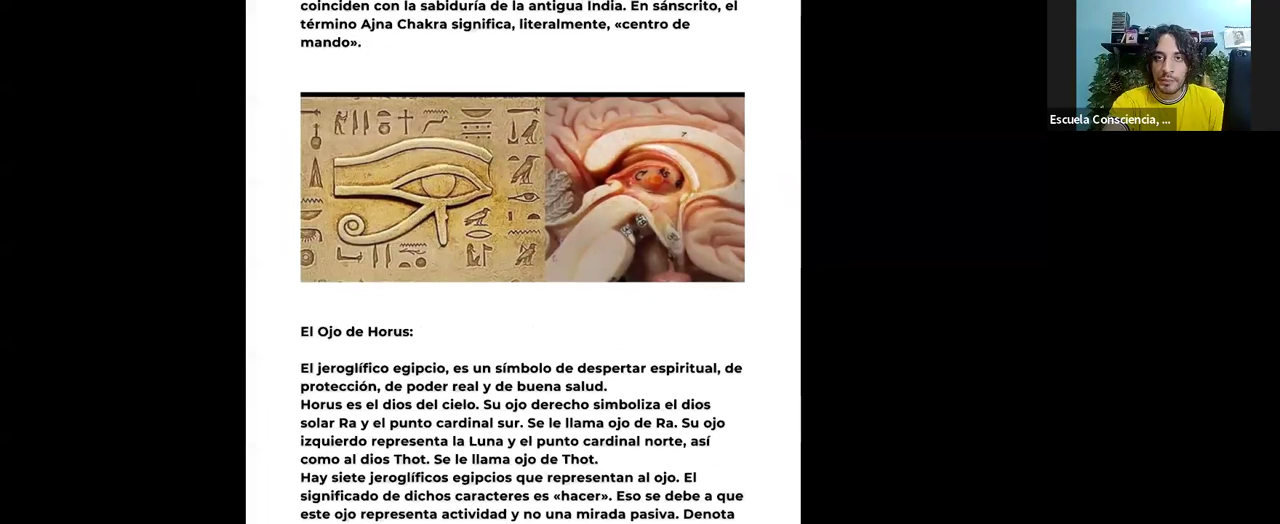 coinciden con la sabiduría de la antigua India. En sánscrito, el
término Ajna Chakra significa, literalmente, «centro de
mando».
Escuela Consciencia, ...
El Ojo de Horus:
El jeroglífico egipcio, es un símbolo de despertar espiritual, de
protección, de poder real y de buena salud.
Horus es el dios del cielo. Su ojo derecho simboliza el dios
solar Ra y el punto cardinal sur. Se le llama ojo de Ra. Su ojo
izquierdo representa la Luna y el punto cardinal norte, así
como al dios Thot. Se le llama ojo de Thot.
Hay siete jeroglíficos egipcios que representan al ojo. El
significado de dichos caracteres es «hacer». Eso se debe a que
este ojo representa actividad y no una mirada pasiva. Denota